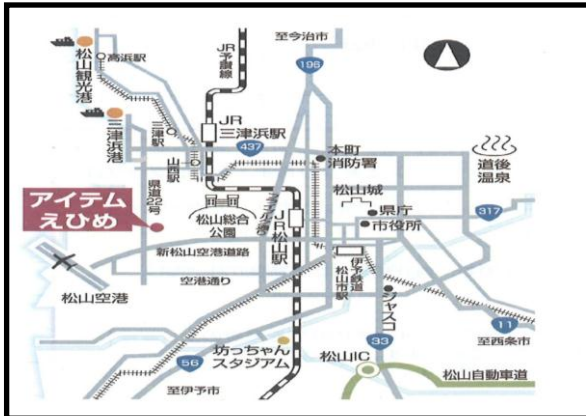 至今治市
JR予讃線
196
高浜駅
松山観光港
三津浜港
三津駅
山西駅
JR
三津浜駅
437
本町
消防署
道後
温泉
松山城
県庁
市役所
317
アイテム
えひめ
県道22号
松山総合
公園
JR松山駅
新松山空港道路
伊予鉄道
松山市駅
松山空港
空港通り
ジャスコ
11
至西条市
坊っちゃん
スタジアム
33
56
松山IC
松山自動車道
至伊予市